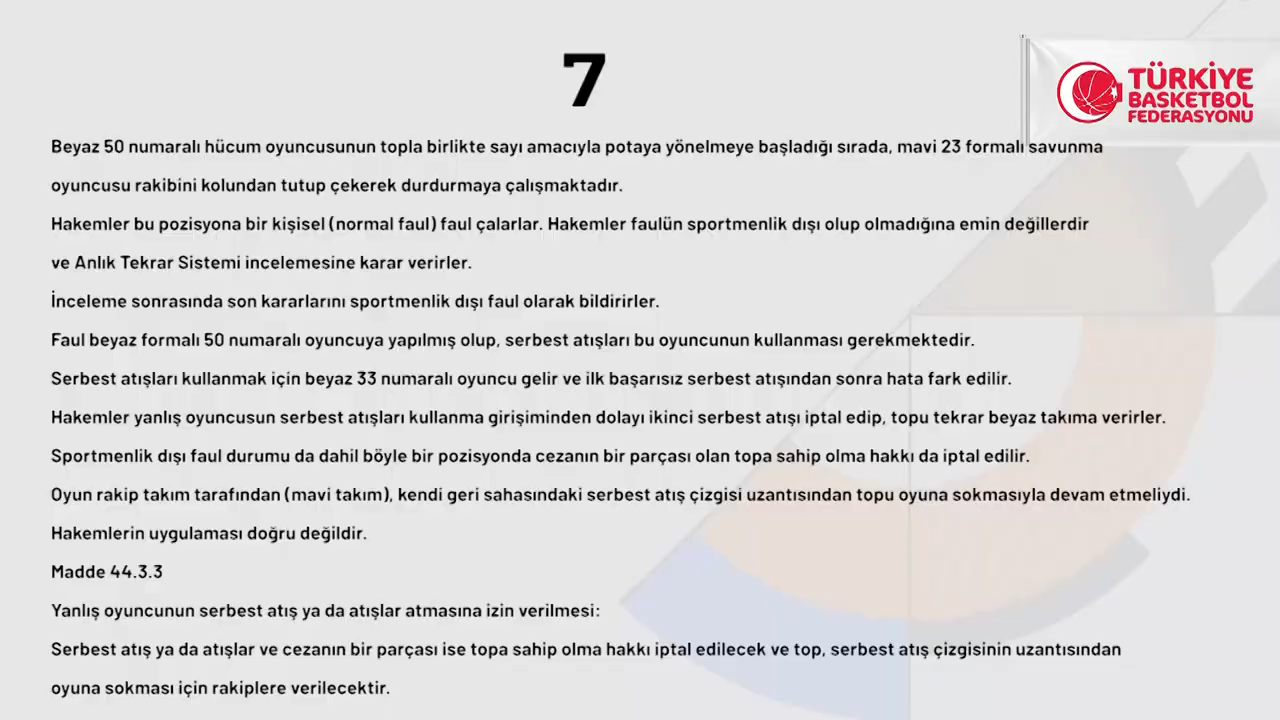 7
TÜRKİYE
BASKETBOL
FEDERASYONU
Beyaz 50 numaralı hücum oyuncusunun topla birlikte sayı amacıyla potaya yönelmeye başladığı sırada, mavi 23 formalı savunma
oyuncusu rakibini kolundan tutup çekerek durdurmaya çalışmaktadır.
Hakemler bu pozisyona bir kişisel (normal faul) faul çalarlar. Hakemler faulün sportmenlik dışı olup olmadığına emin değillerdir
ve Anlık Tekrar Sistemi incelemesine karar verirler.
İnceleme sonrasında son kararlarını sportmenlik dışı faul olarak bildirirler.
Faul beyaz formalı 50 numaralı oyuncuya yapılmış olup, serbest atışları bu oyuncunun kullanması gerekmektedir.
Serbest atışları kullanmak için beyaz 33 numaralı oyuncu gelir ve ilk başarısız serbest atışından sonra hata fark edilir.
Hakemler yanlış oyuncusun serbest atışları kullanma girişiminden dolayı ikinci serbest atışı iptal edip, topu tekrar beyaz takıma verirler.
Sportmenlik dışı faul durumu da dahil böyle bir pozisyonda cezanın bir parçası olan topa sahip olma hakkı da iptal edilir.
Oyun rakip takım tarafından (mavi takım), kendi geri sahasındaki serbest atış çizgisi uzantısından topu oyuna sokmasıyla devam etmeliydi.
Hakemlerin uygulaması doğru değildir.
Madde 44.3.3
Yanlış oyuncunun serbest atış ya da atışlar atmasına izin verilmesi:
Serbest atış ya da atışlar ve cezanın bir parçası ise topa sahip olma hakkı iptal edilecek ve top, serbest atış çizgisinin uzantısından
oyuna sokması için rakiplere verilecektir.